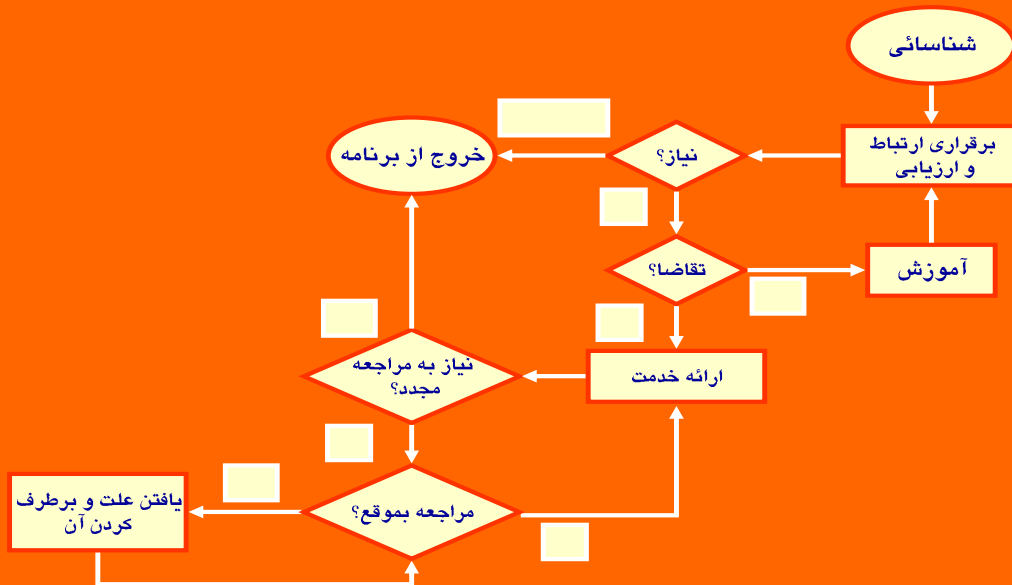 شناسائی
برقراری ارتباط
و ارزیابی
نیاز؟
خروج از برنامه
تقاضا؟
آموزش
ارائه خدمت
نیاز به مراجعه
مجدد؟
مراجعه بموقع؟
یافتن علت و برطرف
کردن آن